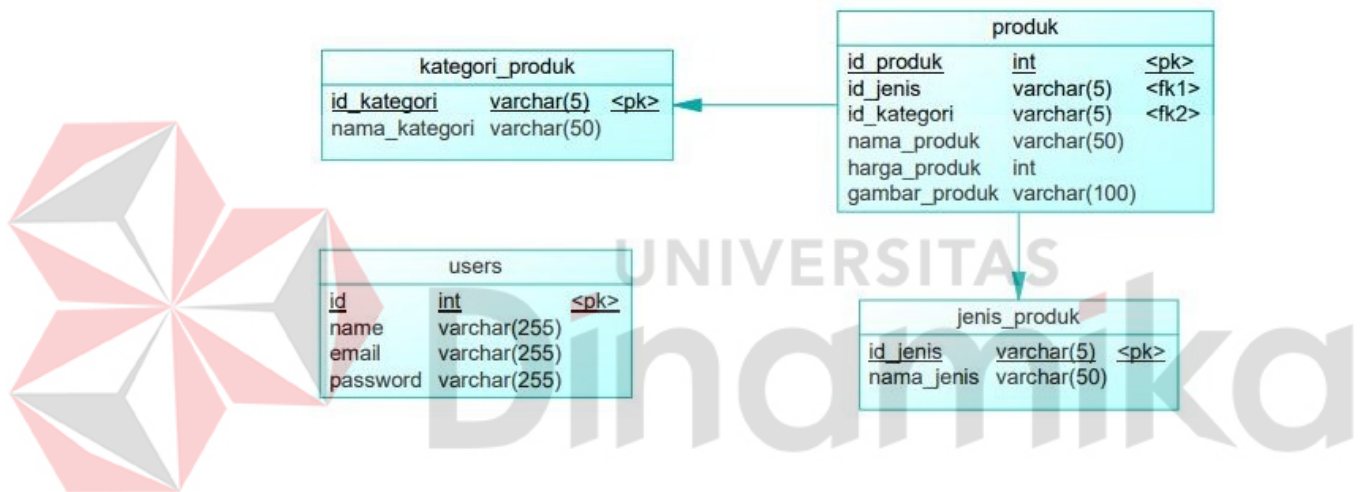 kategori_produk
id_kategori varchar(5) <pk>
nama_kategori varchar(50)
produk
id_produk int <pk>
id_jenis varchar(5) <fk1>
id_kategori varchar(5) <fk2>
nama_produk varchar(50)
harga_produk int
gambar_produk varchar(100)
users
id int <pk>
name varchar(255)
email varchar(255)
password varchar(255)
jenis_produk
id_jenis varchar(5) <pk>
nama_jenis varchar(50)
UNIVERSITAS
Dinamika